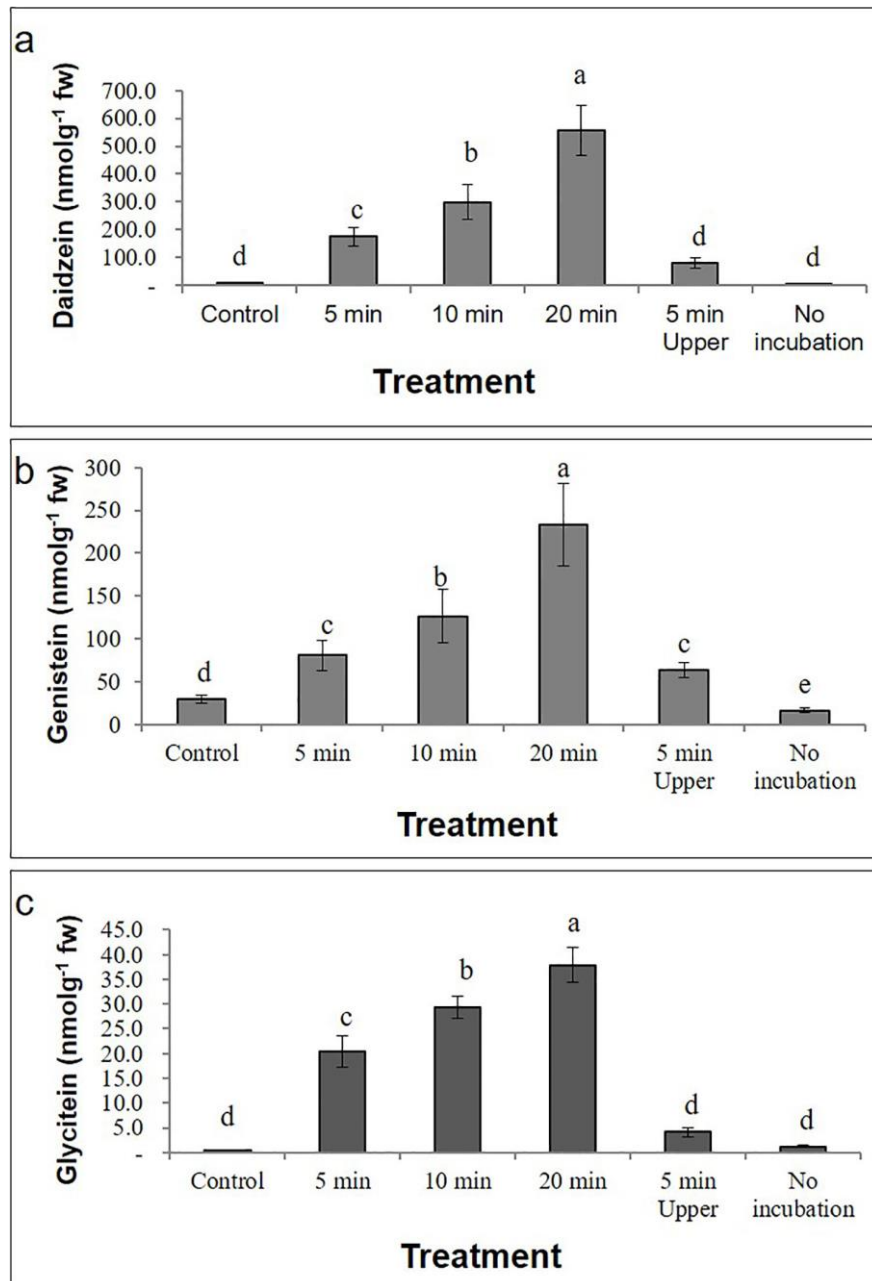 a
Daidzein (nmolg⁻¹ fw)
700.0
600.0
500.0
400.0
300.0
200.0
100.0
-
d
c
b
a
d
d
Control
5 min
10 min
20 min
5 min
Upper
No
incubation
Treatment
b
Genistein (nmolg⁻¹ fw)
300
250
200
150
100
50
0
d
c
b
a
c
e
Control
5 min
10 min
20 min
5 min
Upper
No
incubation
Treatment
c
Glycitein (nmolg⁻¹ fw)
45.0
40.0
35.0
30.0
25.0
20.0
15.0
10.0
5.0
-
d
c
b
a
d
d
Control
5 min
10 min
20 min
5 min
Upper
No
incubation
Treatment